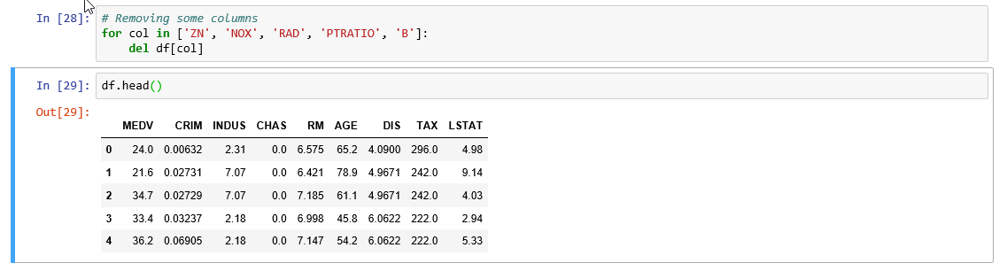 In [28]: # Removing some columns
for col in ['ZN', 'NOX', 'RAD', 'PTRATIO', 'B']:
    del df[col]
In [29]: df.head()
Out[29]:
MEDV CRIM INDUS CHAS RM AGE DIS TAX LSTAT
0 24.0 0.00632 2.31 0.0 6.575 65.2 4.0900 296.0 4.98
1 21.6 0.02731 7.07 0.0 6.421 78.9 4.9671 242.0 9.14
2 34.7 0.02729 7.07 0.0 7.185 61.1 4.9671 242.0 4.03
3 33.4 0.03237 2.18 0.0 6.998 45.8 6.0622 222.0 2.94
4 36.2 0.06905 2.18 0.0 7.147 54.2 6.0622 222.0 5.33